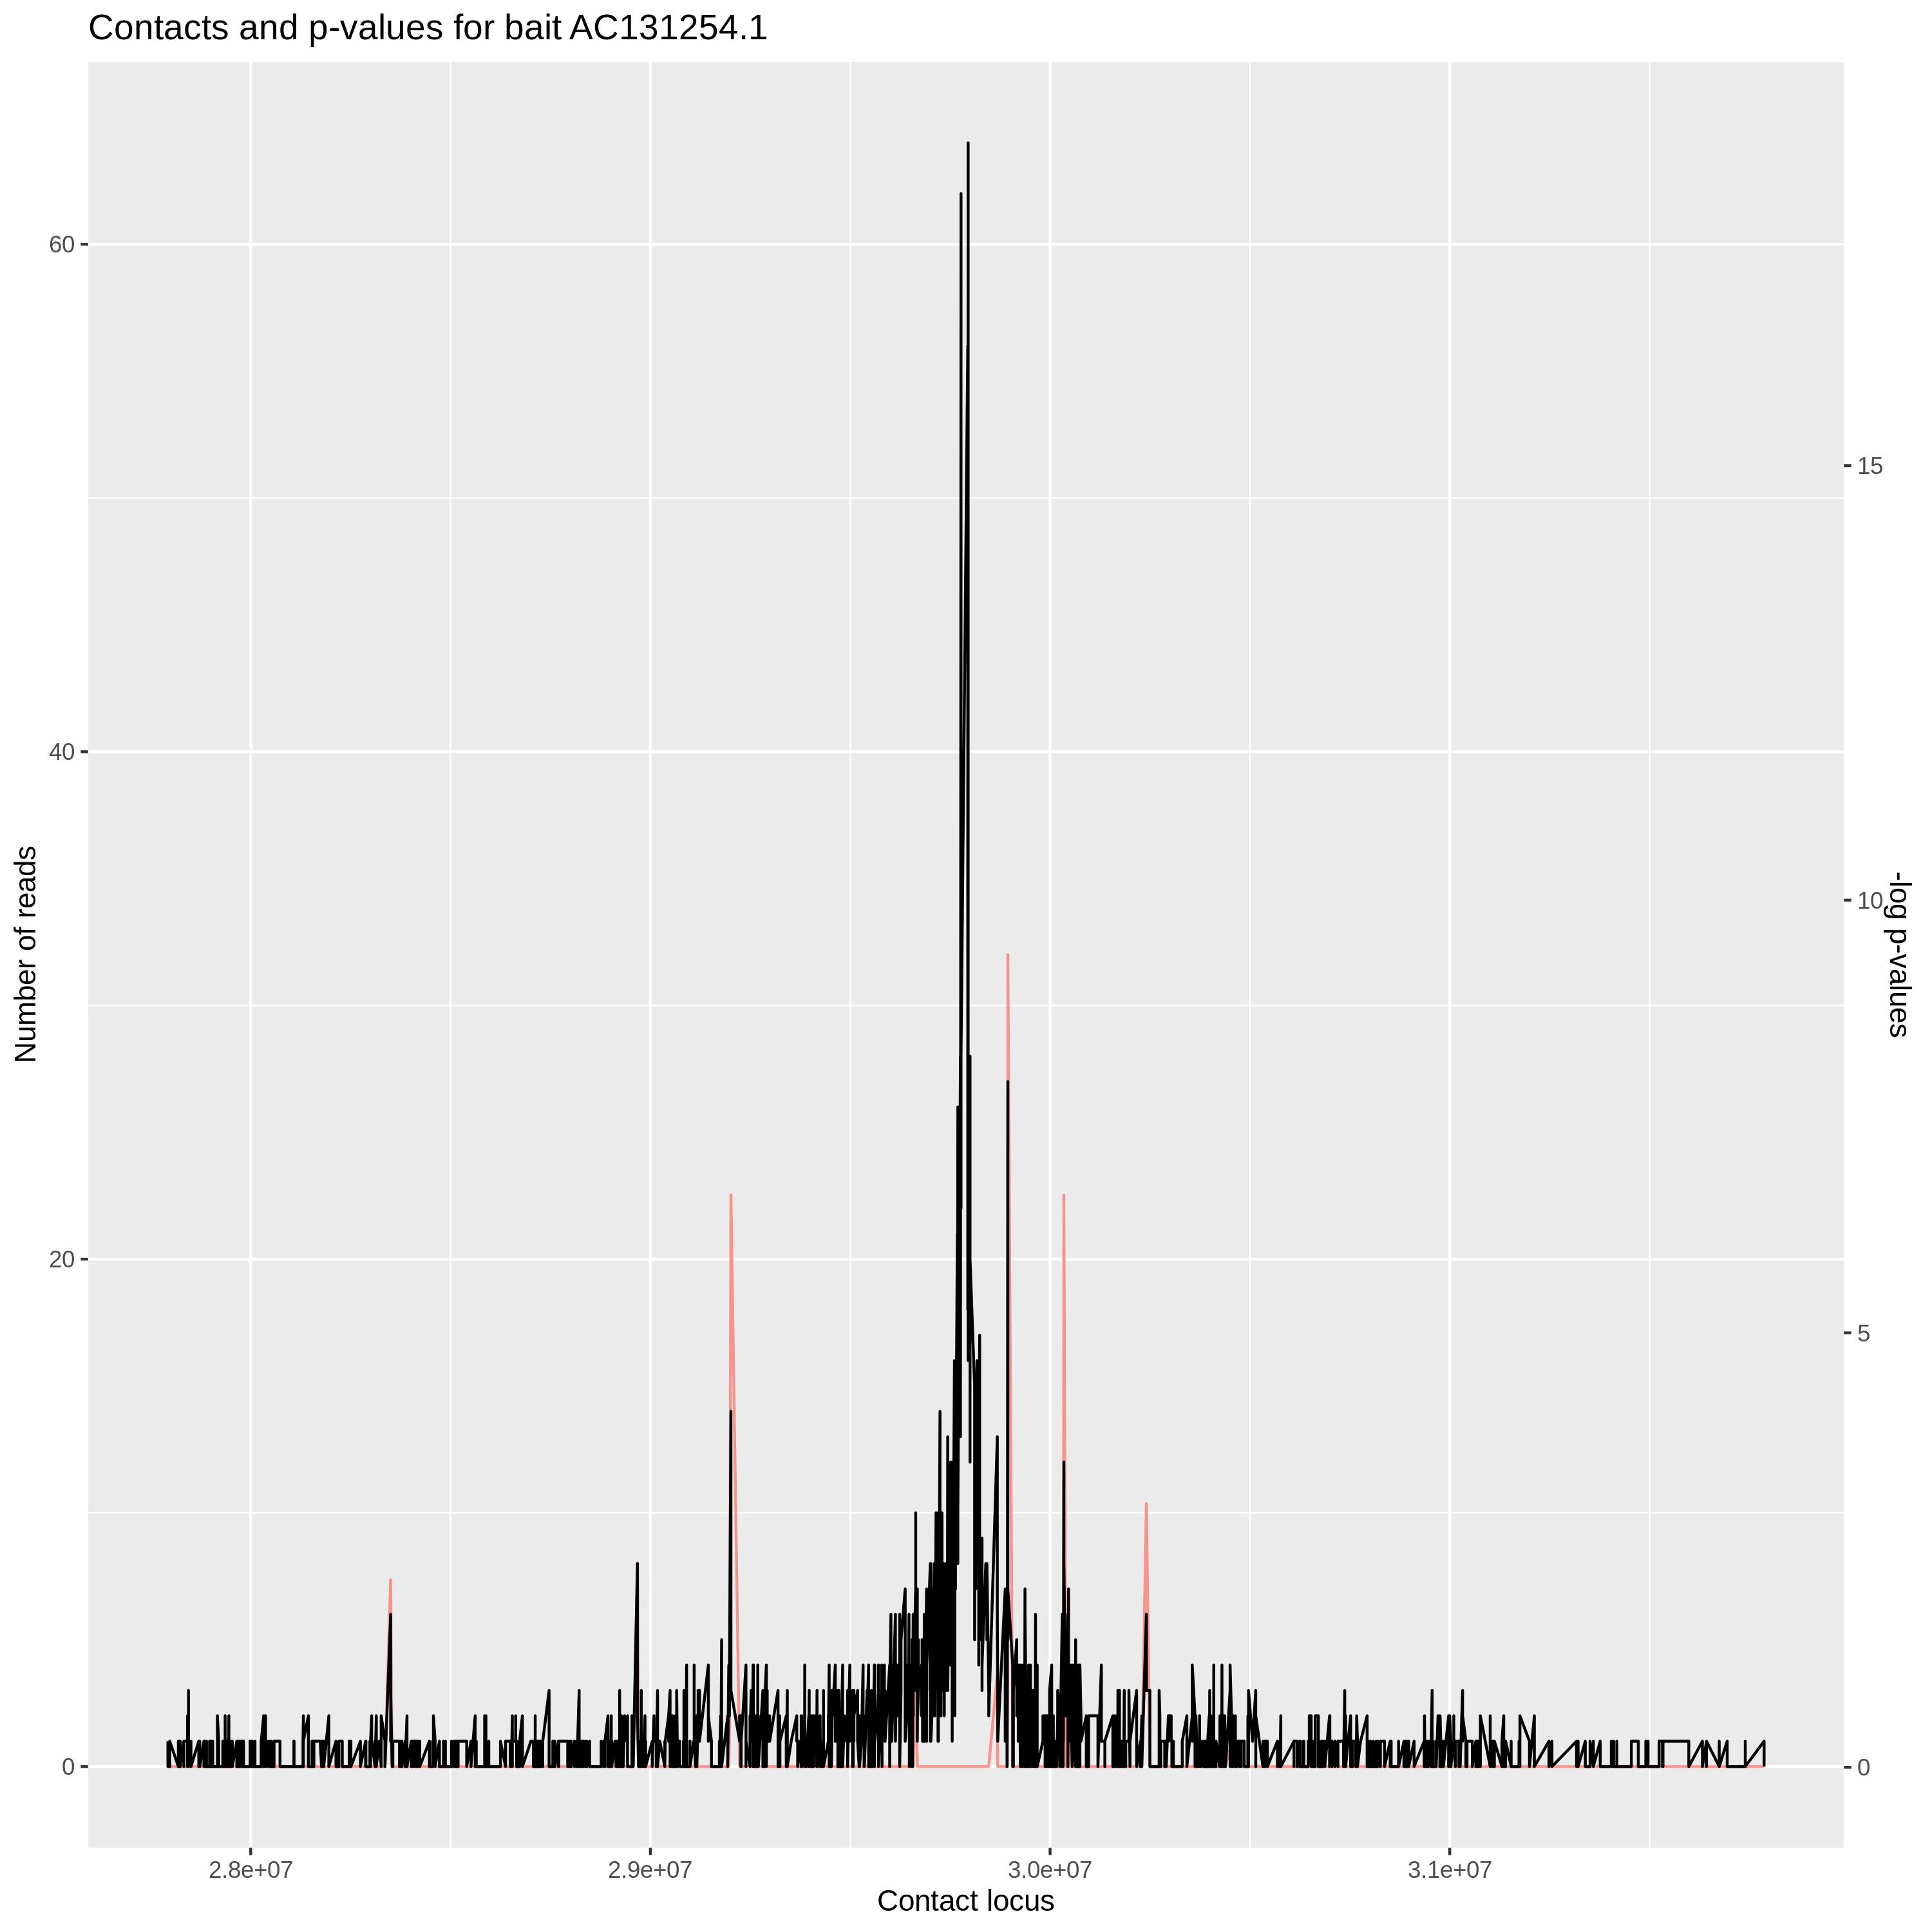 Contacts and p-values for bait AC131254.1
60
40
20
0
Number of reads
15
10
5
0
-log p-values
2.8e+07
2.9e+07
3.0e+07
3.1e+07
Contact locus